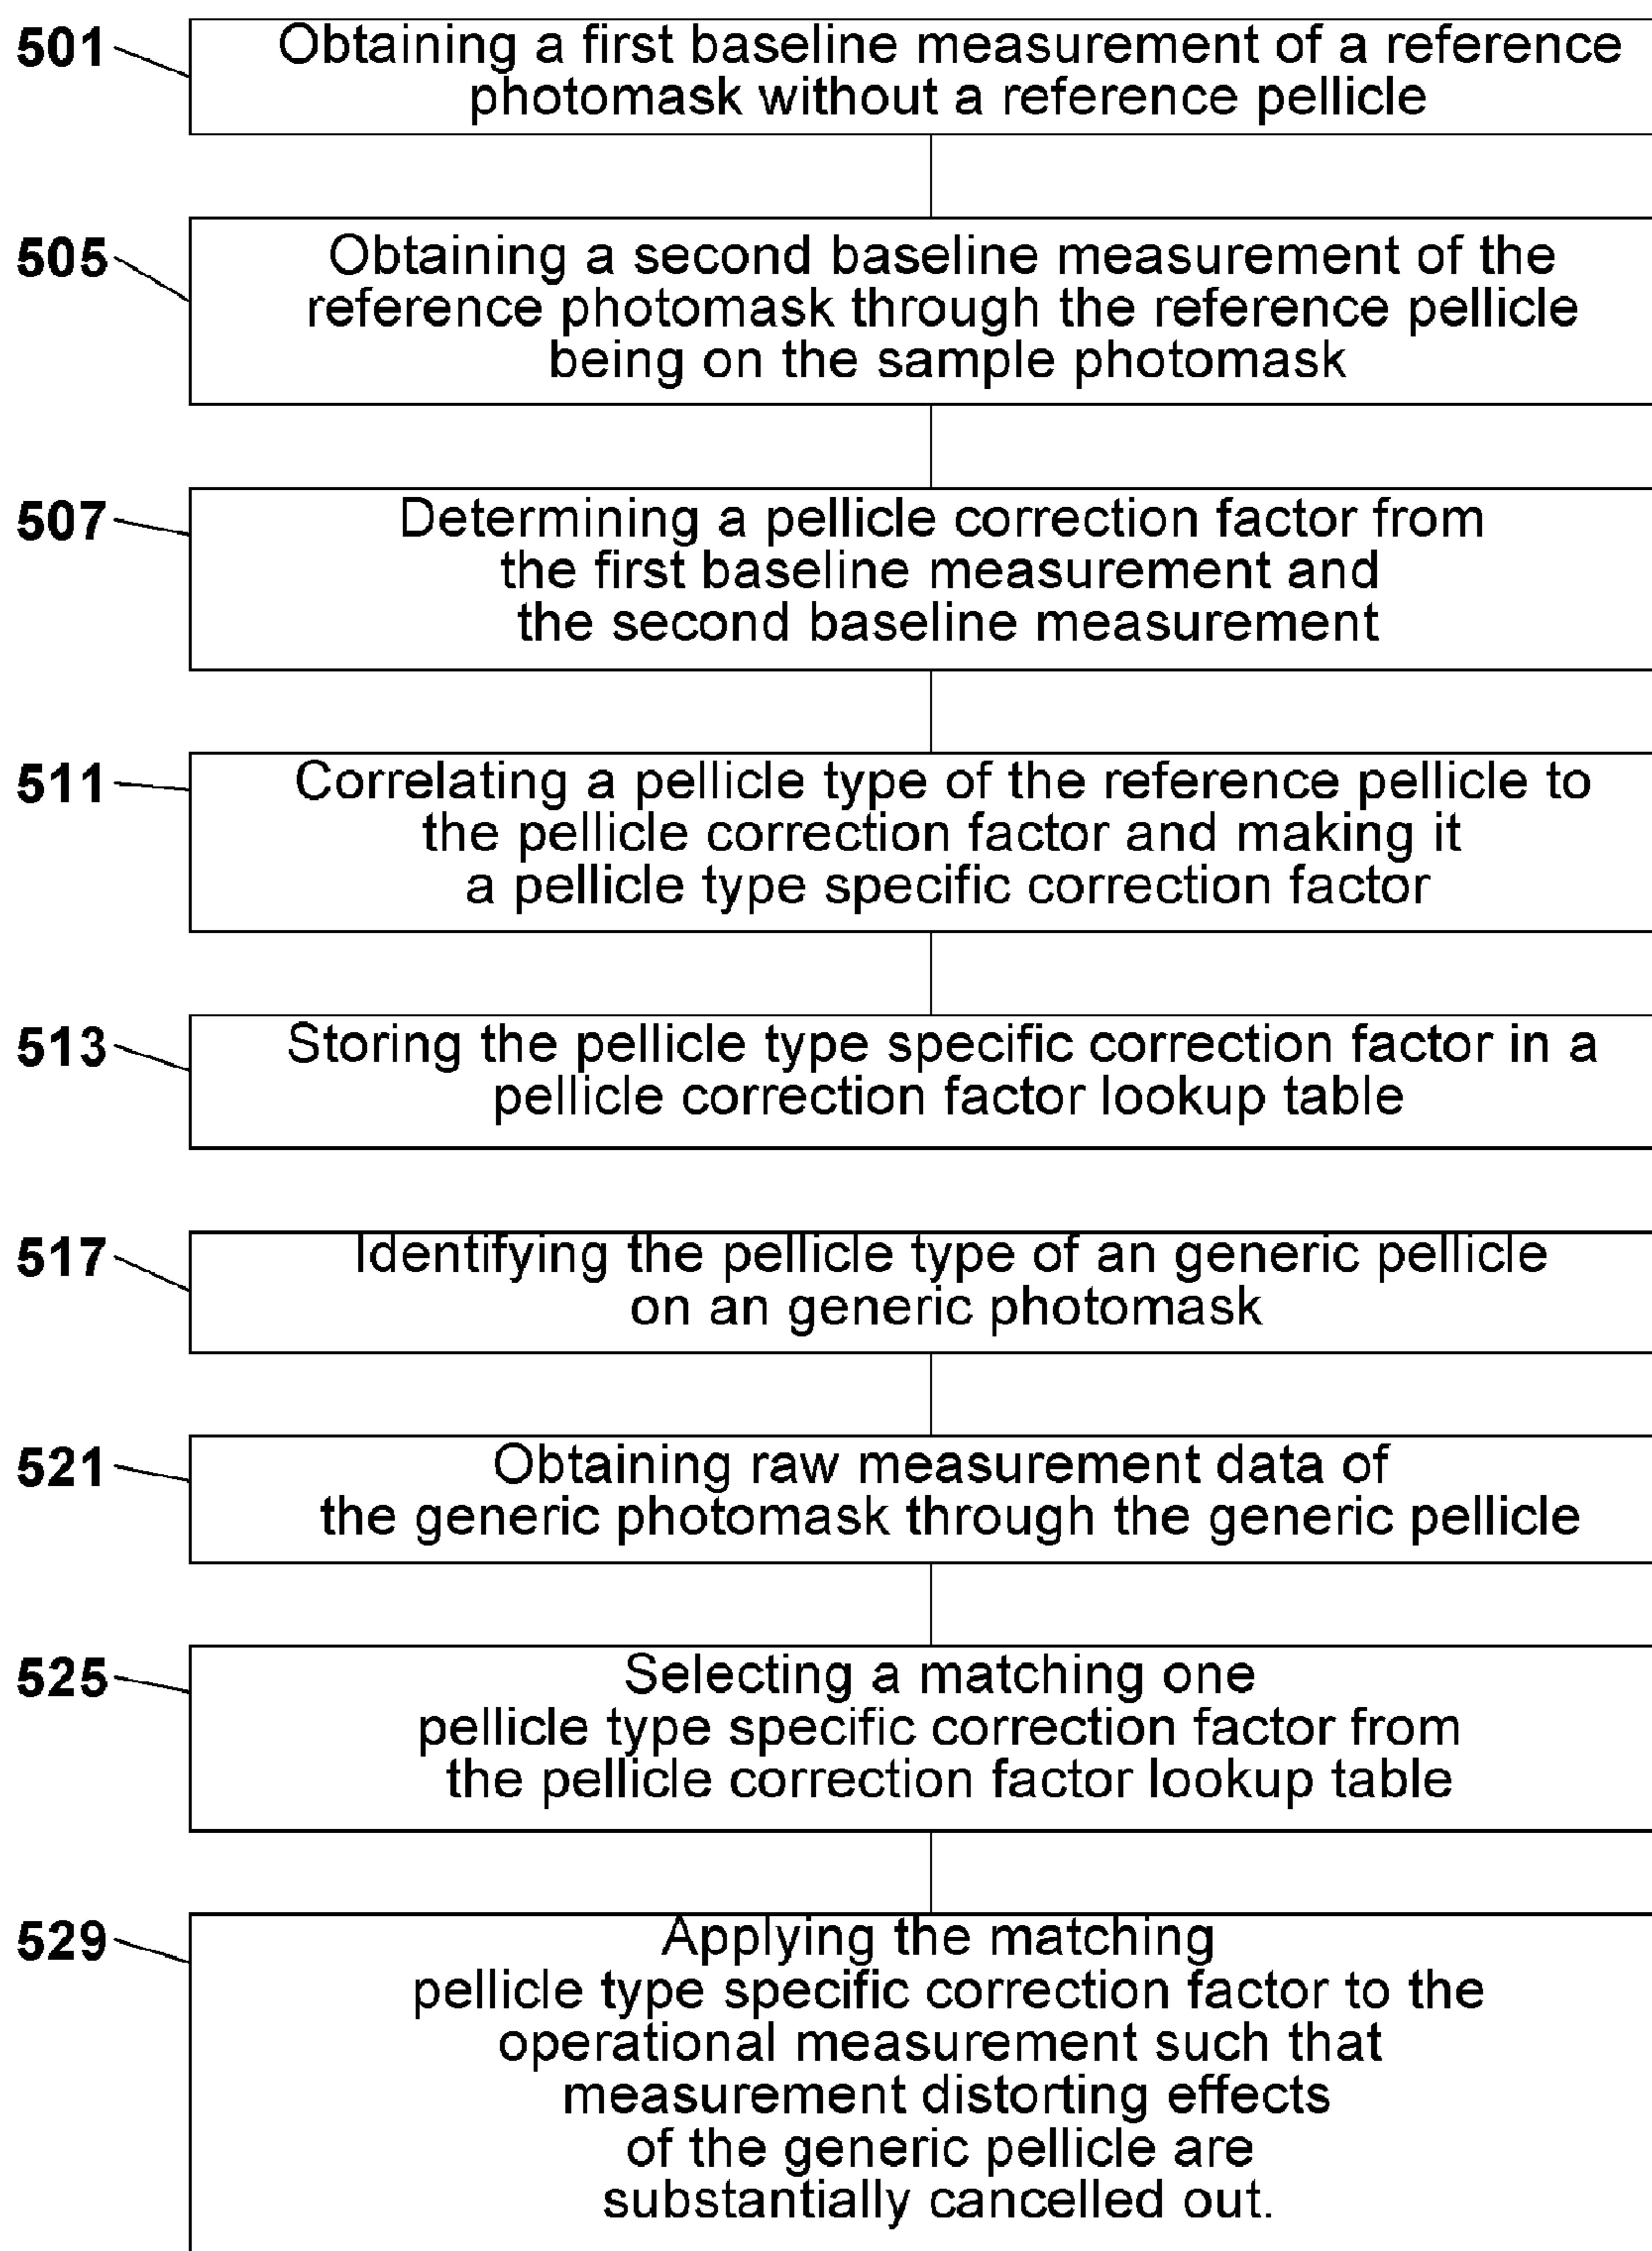 501
Obtaining a first baseline measurement of a reference
photomask without a reference pellicle
505
Obtaining a second baseline measurement of the
reference photomask through the reference pellicle
being on the sample photomask
507
Determining a pellicle correction factor from
the first baseline measurement and
the second baseline measurement
511
Correlating a pellicle type of the reference pellicle to
the pellicle correction factor and making it
a pellicle type specific correction factor
513
Storing the pellicle type specific correction factor in a
pellicle correction factor lookup table
517
Identifying the pellicle type of an generic pellicle
on an generic photomask
521
Obtaining raw measurement data of
the generic photomask through the generic pellicle
525
Selecting a matching one
pellicle type specific correction factor from
the pellicle correction factor lookup table
529
Applying the matching
pellicle type specific correction factor to the
operational measurement such that
measurement distorting effects
of the generic pellicle are
substantially cancelled out.